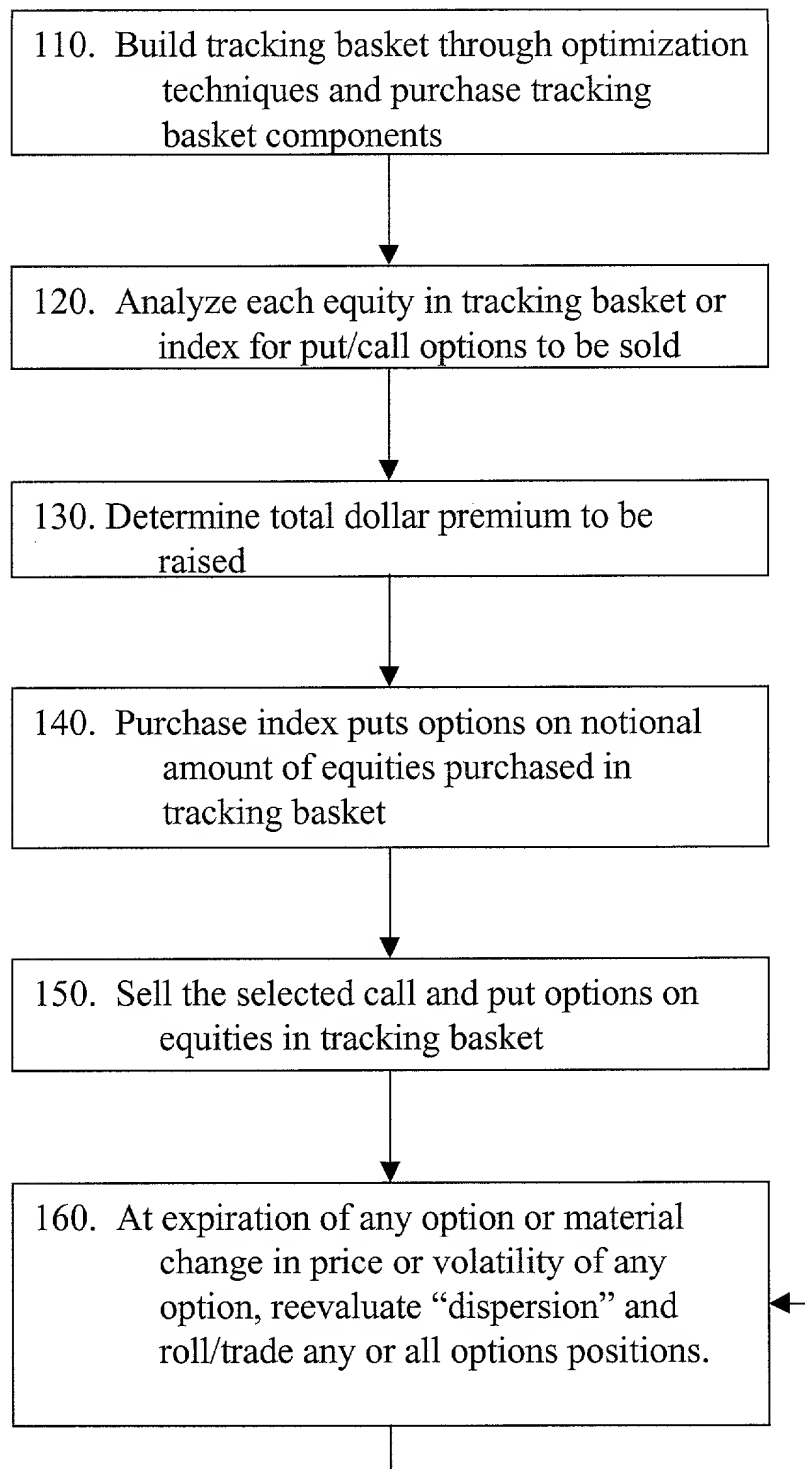 110. Build tracking basket through optimization
techniques and purchase tracking
basket components
120. Analyze each equity in tracking basket or
index for put/call options to be sold
130. Determine total dollar premium to be
raised
140. Purchase index puts options on notional
amount of equities purchased in
tracking basket
150. Sell the selected call and put options on
equities in tracking basket
160. At expiration of any option or material
change in price or volatility of any
option, reevaluate “dispersion” and
roll/trade any or all options positions.